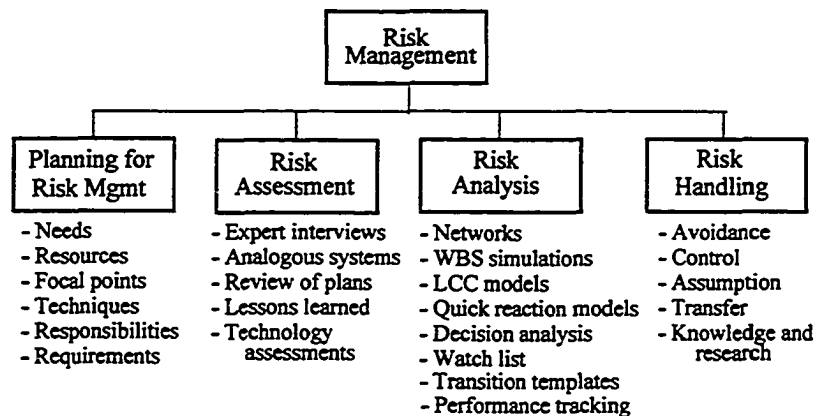 Risk
Management
Planning for
Risk Mgmt
- Needs
- Resources
- Focal points
- Techniques
- Responsibilities
- Requirements
Risk
Assessment
- Expert interviews
- Analogous systems
- Review of plans
- Lessons learned
- Technology
assessments
Risk
Analysis
- Networks
- WBS simulations
- LCC models
- Quick reaction models
- Decision analysis
- Watch list
- Transition templates
- Performance tracking
Risk
Handling
- Avoidance
- Control
- Assumption
- Transfer
- Knowledge and
research